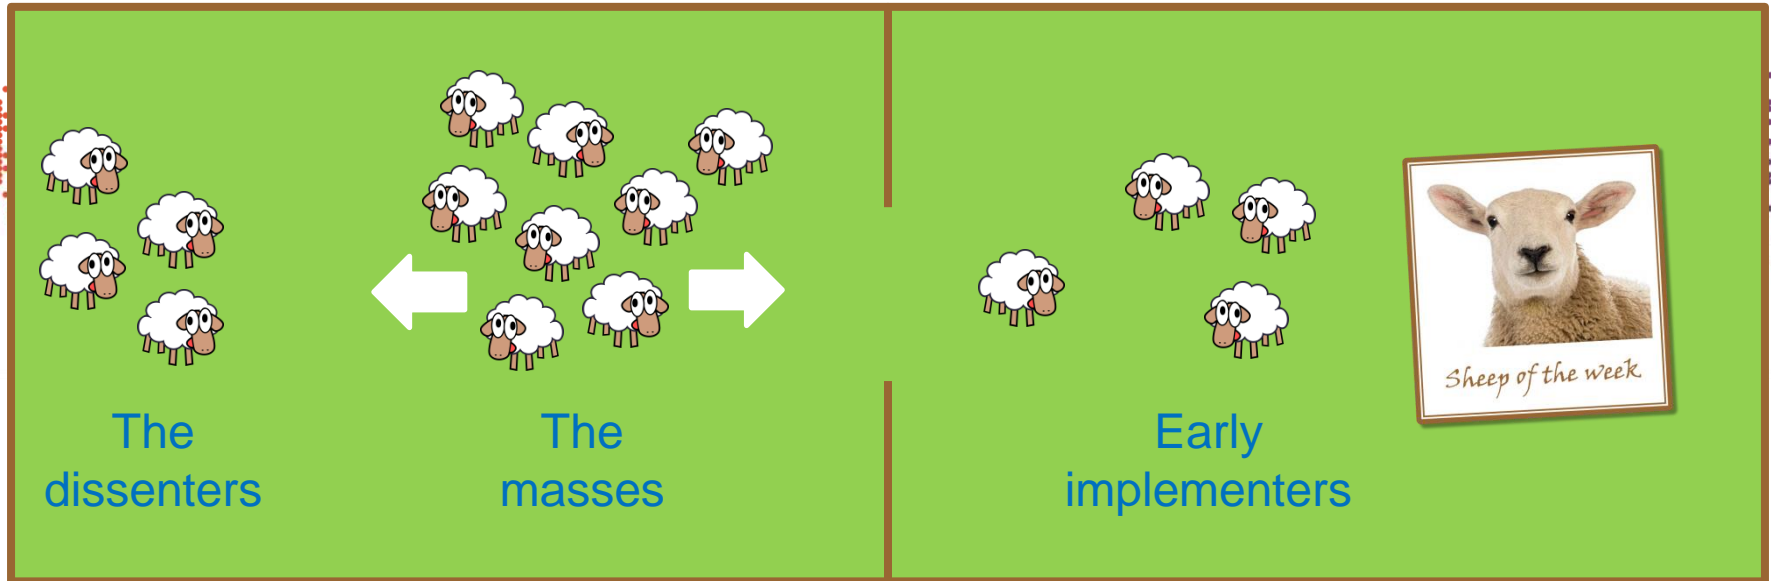 The
dissenters
The
masses
Early
implementers
Sheep of the week